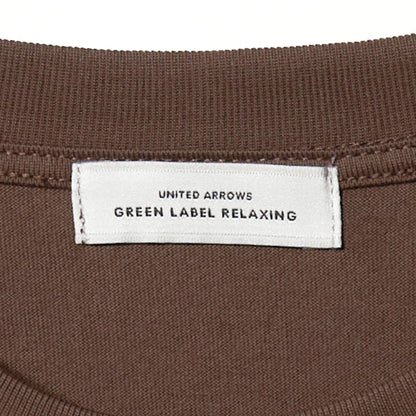 UNITED ARROWS
GREEN LABEL RELAXING